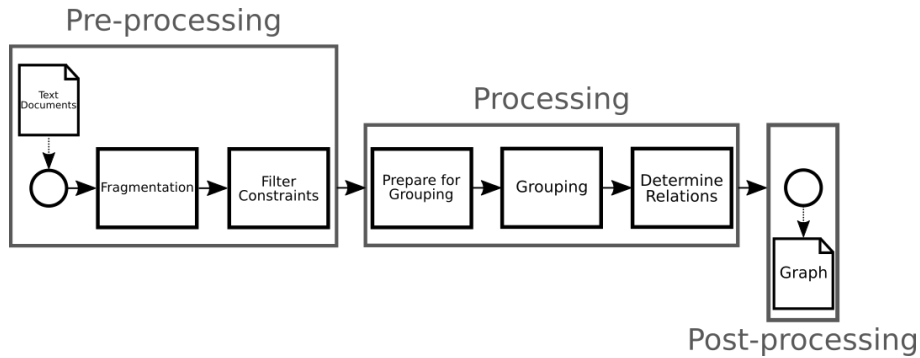 Pre-processing
Text
Documents
Fragmentation
Filter
Constraints
Processing
Prepare for
Grouping
Grouping
Determine
Relations
Graph
Post-processing